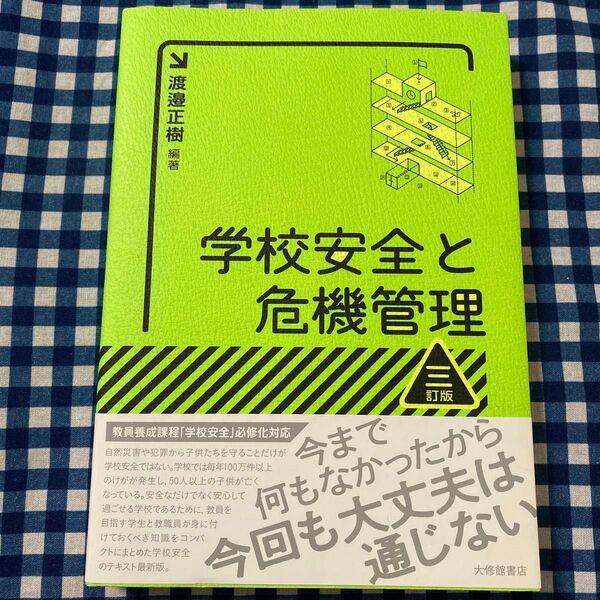 渡邉正樹 編著
学校安全と
危機管理
三
訂版
教員養成課程「学校安全」必修化対応
自然災害や犯罪から子供たちを守ることだけが
学校安全ではない。学校では毎年100万件以上
のけがが発生し、50人以上の子供が亡く
なっている。安全なだけでなく安心して
過ごせる学校であるために、教員を
目指す学生と教職員が身に付
けておくべき知識をコンパ
クトにまとめた学校安全
のテキスト最新版。
今まで
何もなかったから
今回も大丈夫は
通じない
大修館書店